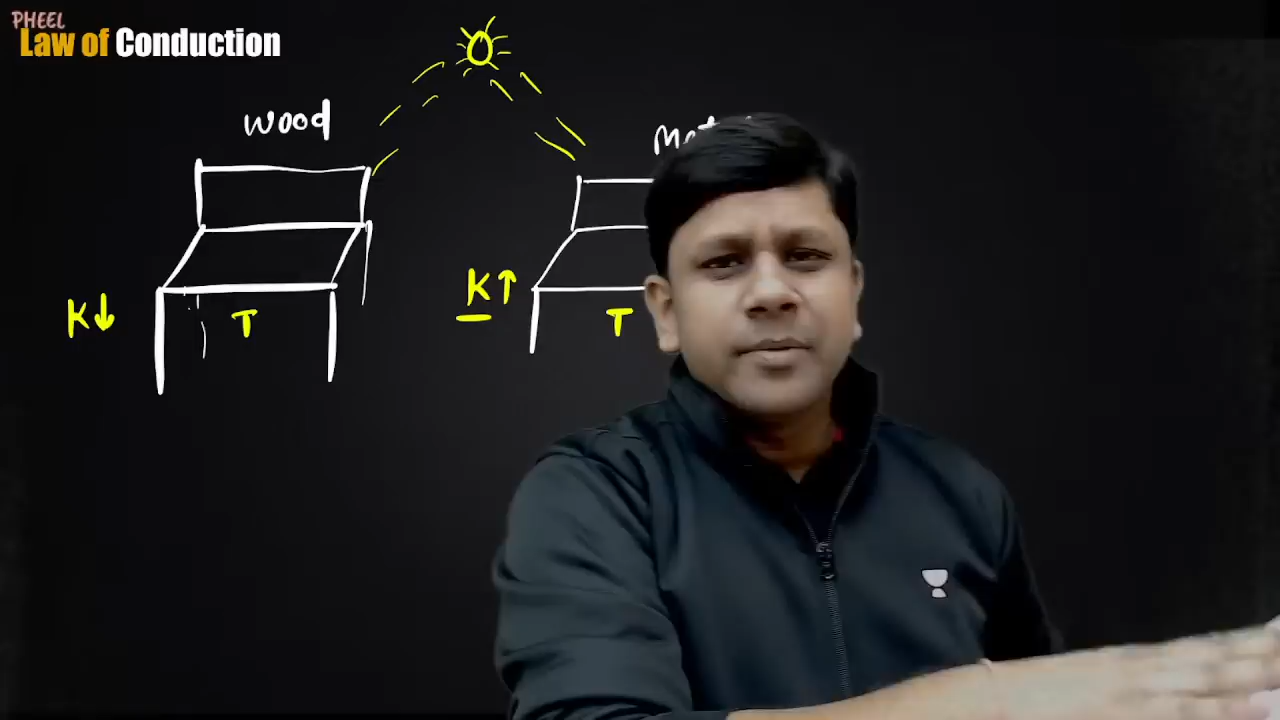 PHEEL
Law of Conduction
wood
K↓
T
K↑
T